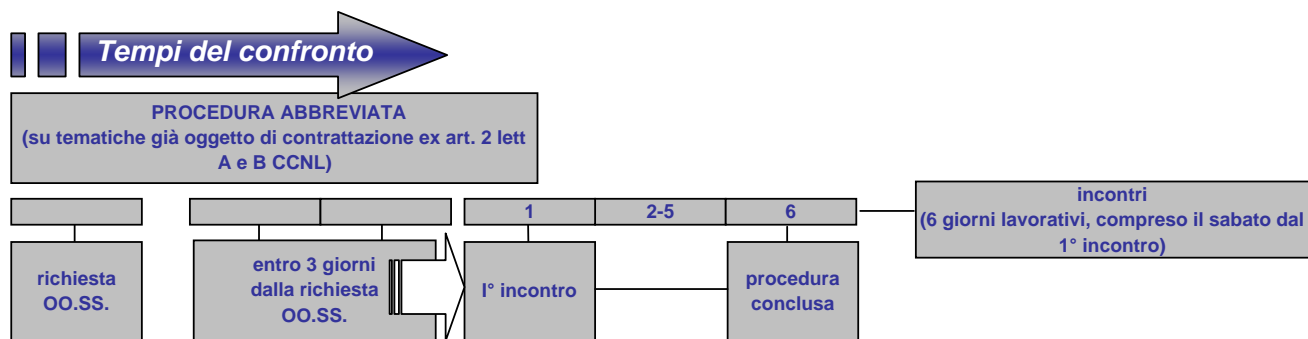 Tempi del confronto
PROCEDURA ABBREVIATA
(su tematiche già oggetto di contrattazione ex art. 2 lett
A e B CCNL)
1 2-5 6
incontri
(6 giorni lavorativi, compreso il sabato dal
1° incontro)
richiesta
OO.SS.
entro 3 giorni
dalla richiesta
OO.SS.
I° incontro
procedura
conclusa